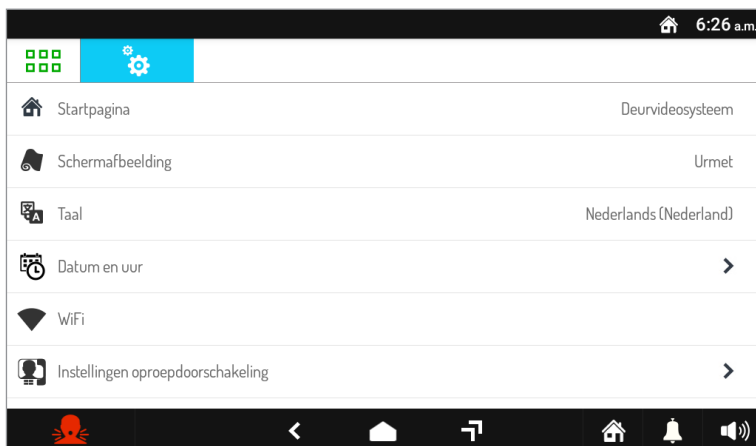 6:26 a.m.
Startpagina Deurvideosysteem
Schermafbeelding Urmet
Taal Nederlands (Nederland)
Datum en uur
WiFi
Instellingen oproepdoorschakeling